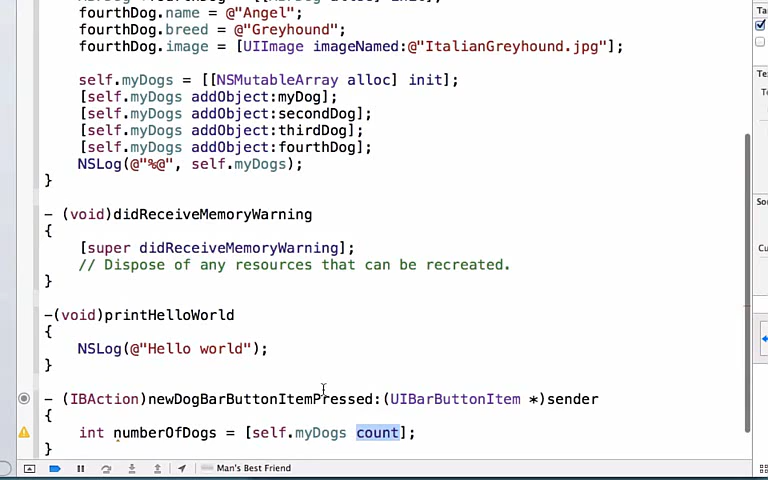 fourthDog.name = @"Angel";
fourthDog.breed = @"Greyhound";
fourthDog.image = [UIImage imageNamed:@"ItalianGreyhound.jpg"];
self.myDogs = [[NSMutableArray alloc] init];
[self.myDogs addObject:myDog];
[self.myDogs addObject:secondDog];
[self.myDogs addObject:thirdDog];
[self.myDogs addObject:fourthDog];
NSLog(@"%@", self.myDogs);
}
- (void)didReceiveMemoryWarning
{
[super didReceiveMemoryWarning];
// Dispose of any resources that can be recreated.
}
-(void)printHelloWorld
{
NSLog(@"Hello world");
}
- (IBAction)newDogBarButtonItemPressed:(UIBarButtonItem *)sender
{
int numberOfDogs = [self.myDogs count];
}
Man's Best Friend